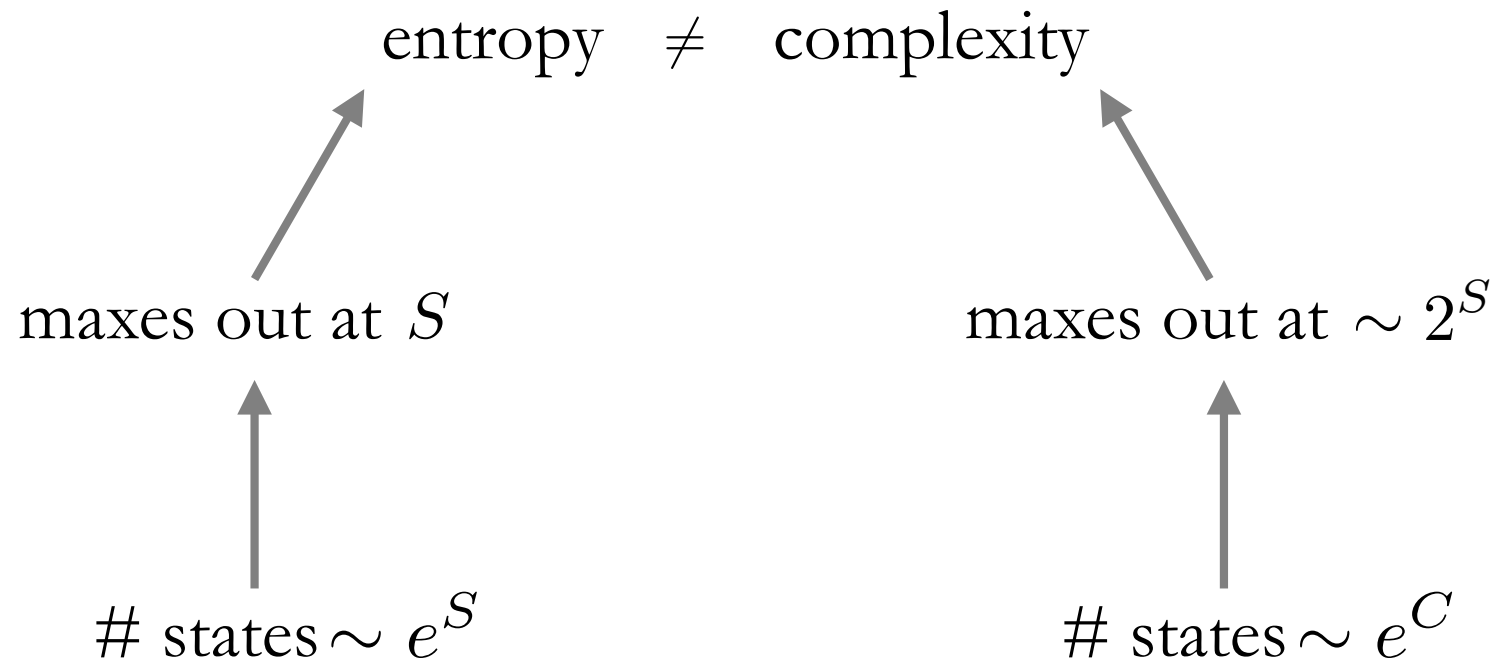 entropy ≠ complexity
maxes out at S
maxes out at ~ 2^S
# states ~ e^S
# states ~ e^C